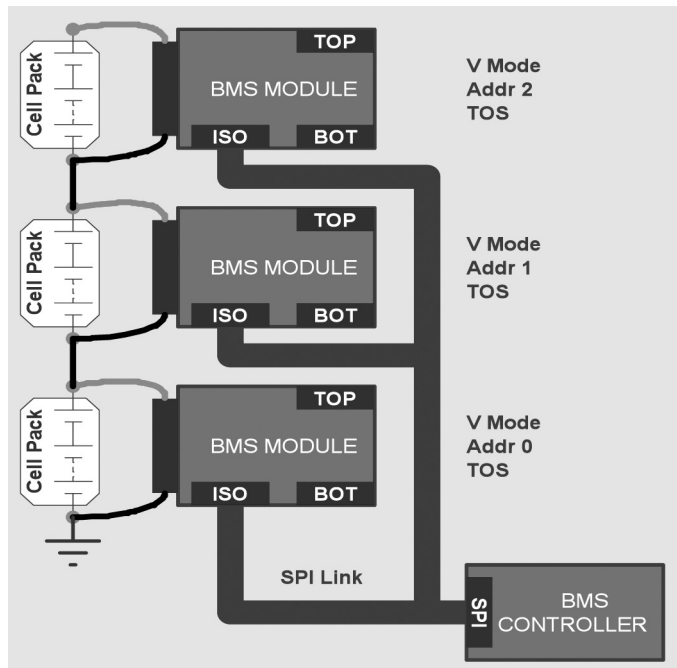 TOP
Cell Pack
BMS MODULE
ISO
BOT
V Mode
Addr 2
TOS
TOP
Cell Pack
BMS MODULE
ISO
BOT
V Mode
Addr 1
TOS
TOP
Cell Pack
BMS MODULE
ISO
BOT
V Mode
Addr 0
TOS
SPI Link
SPI
BMS
CONTROLLER